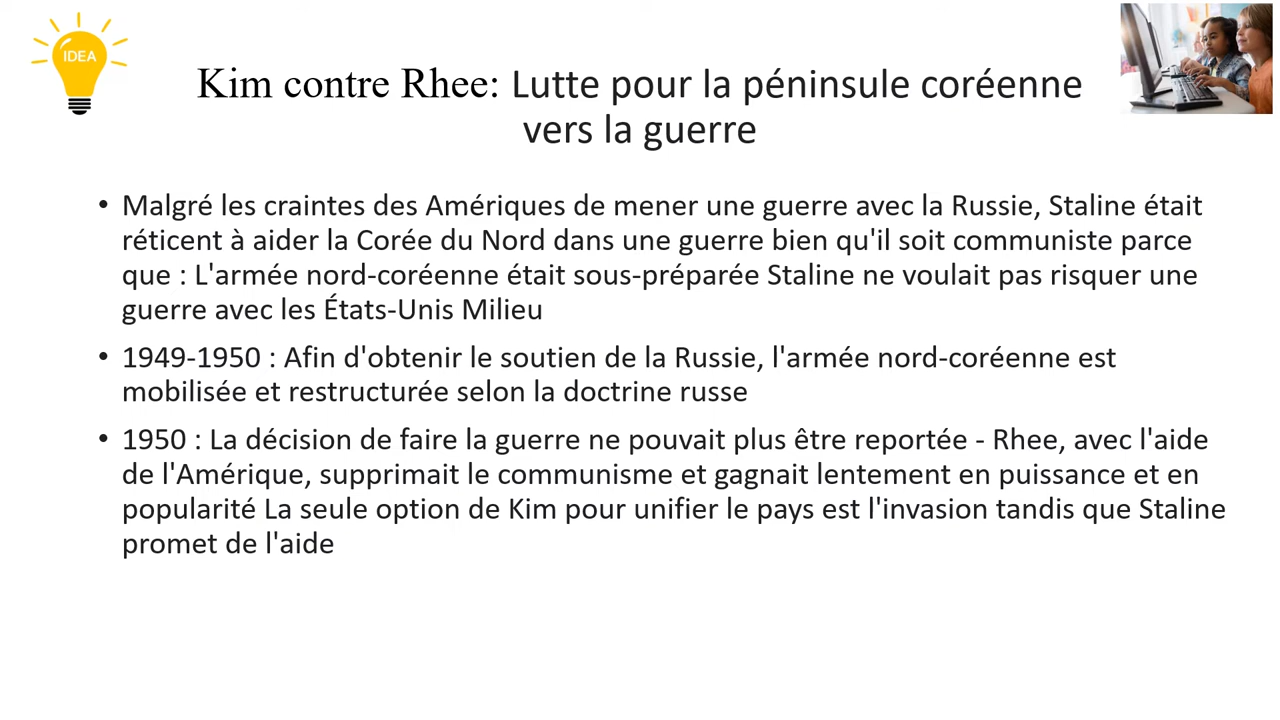 IDEA
Kim contre Rhee: Lutte pour la péninsule coréenne
vers la guerre
• Malgré les craintes des Amériques de mener une guerre avec la Russie, Staline était
réticent à aider la Corée du Nord dans une guerre bien qu'il soit communiste parce
que : L'armée nord-coréenne était sous-préparée Staline ne voulait pas risquer une
guerre avec les États-Unis Milieu
• 1949-1950 : Afin d'obtenir le soutien de la Russie, l'armée nord-coréenne est
mobilisée et restructurée selon la doctrine russe
• 1950 : La décision de faire la guerre ne pouvait plus être reportée - Rhee, avec l'aide
de l'Amérique, supprimait le communisme et gagnait lentement en puissance et en
popularité La seule option de Kim pour unifier le pays est l'invasion tandis que Staline
promet de l'aide